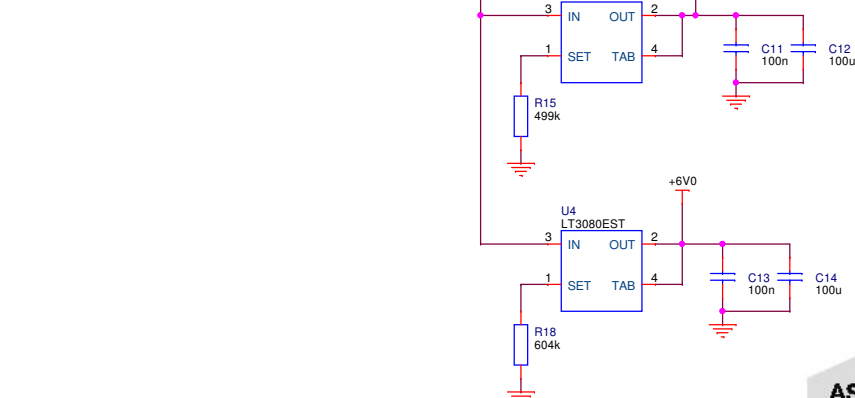 3 IN OUT 2
1 SET TAB 4
C11
100n
C12
100u
R15
499k
+6V0
U4
LT3080EST
3 IN OUT 2
1 SET TAB 4
C13
100n
C14
100u
R18
604k
AS